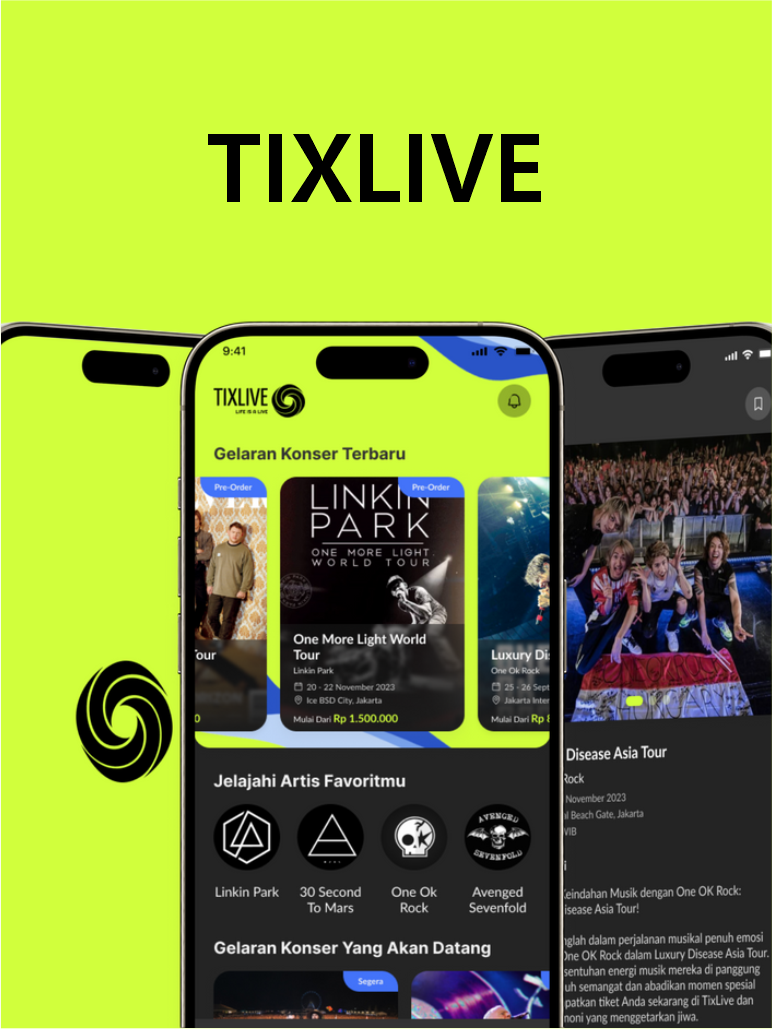 TIXLIVE
9:41
TIXLIVE
LIFE IS A LIVE
Gelaran Konser Terbaru
Pre-Order
Tour
0
Pre-Order
LINKIN
PARK
ONE MORE LIGHT
WORLD TOUR
One More Light World
Tour
Linkin Park
20 - 22 November 2023
Ice BSD City, Jakarta
Mulai Dari Rp 1.500.000
Luxury Di
One Ok Rock
25 - 26 Sept
Jakarta Inter
Mulai Dari Rp 8
Jelajahi Artis Favoritmu
AVENGED
SEVENFOLD
Linkin Park
30 Second
To Mars
One Ok
Rock
Avenged
Sevenfold
Gelaran Konser Yang Akan Datang
Segera
Disease Asia Tour
Rock
November 2023
l Beach Gate, Jakarta
WIB
i
Keindahan Musik dengan One OK Rock:
isease Asia Tour!
nglah dalam perjalanan musikal penuh emosi
One OK Rock dalam Luxury Disease Asia Tour.
sentuhan energi musik mereka di panggung
uh semangat dan abadikan momen spesial
patkan tiket Anda sekarang di TixLive dan
moni yang menggetarkan jiwa.